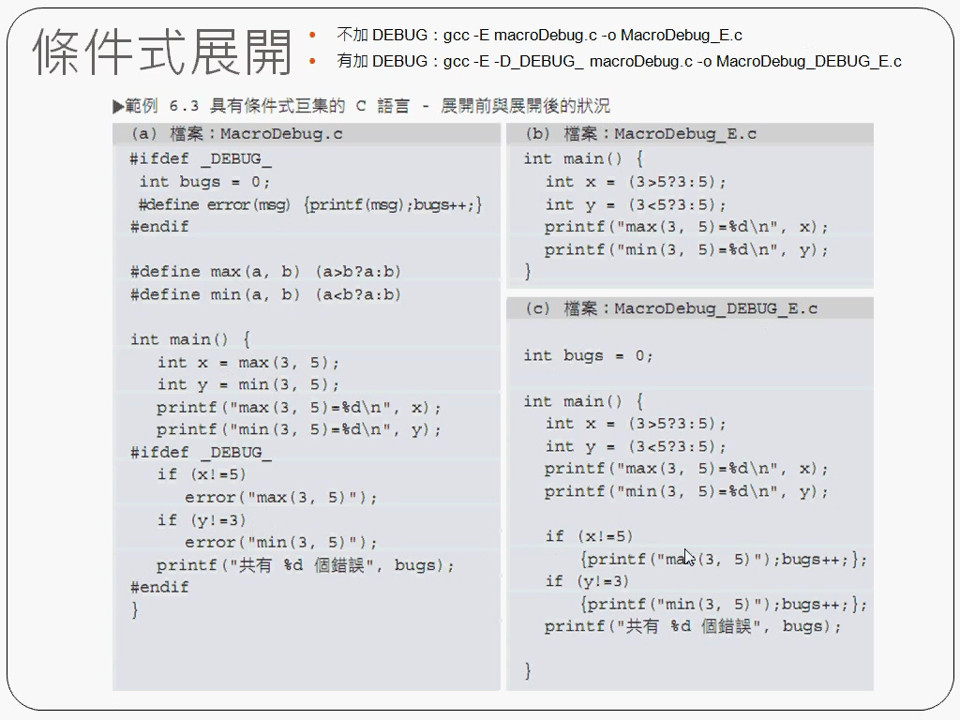 條件式展開
• 不加 DEBUG：gcc -E macroDebug.c -o MacroDebug_E.c
• 有加 DEBUG：gcc -E -D_DEBUG_ macroDebug.c -o MacroDebug_DEBUG_E.c
▶範例 6.3 具有條件式巨集的 C 語言 - 展開前與展開後的狀況
(a) 檔案：MacroDebug.c
#ifdef _DEBUG_
int bugs = 0;
#define error(msg) {printf(msg);bugs++;}
#endif
#define max(a, b) (a>b?a:b)
#define min(a, b) (a<b?a:b)
int main() {
int x = max(3, 5);
int y = min(3, 5);
printf("max(3, 5)=%d\n", x);
printf("min(3, 5)=%d\n", y);
#ifdef _DEBUG_
if (x!=5)
error("max(3, 5)");
if (y!=3)
error("min(3, 5)");
printf("共有 %d 個錯誤", bugs);
#endif
}
(b) 檔案：MacroDebug_E.c
int main() {
int x = (3>5?3:5);
int y = (3<5?3:5);
printf("max(3, 5)=%d\n", x);
printf("min(3, 5)=%d\n", y);
}
(c) 檔案：MacroDebug_DEBUG_E.c
int bugs = 0;
int main() {
int x = (3>5?3:5);
int y = (3<5?3:5);
printf("max(3, 5)=%d\n", x);
printf("min(3, 5)=%d\n", y);
if (x!=5)
{printf("max(3, 5)");bugs++;};
if (y!=3)
{printf("min(3, 5)");bugs++;};
printf("共有 %d 個錯誤", bugs);
}